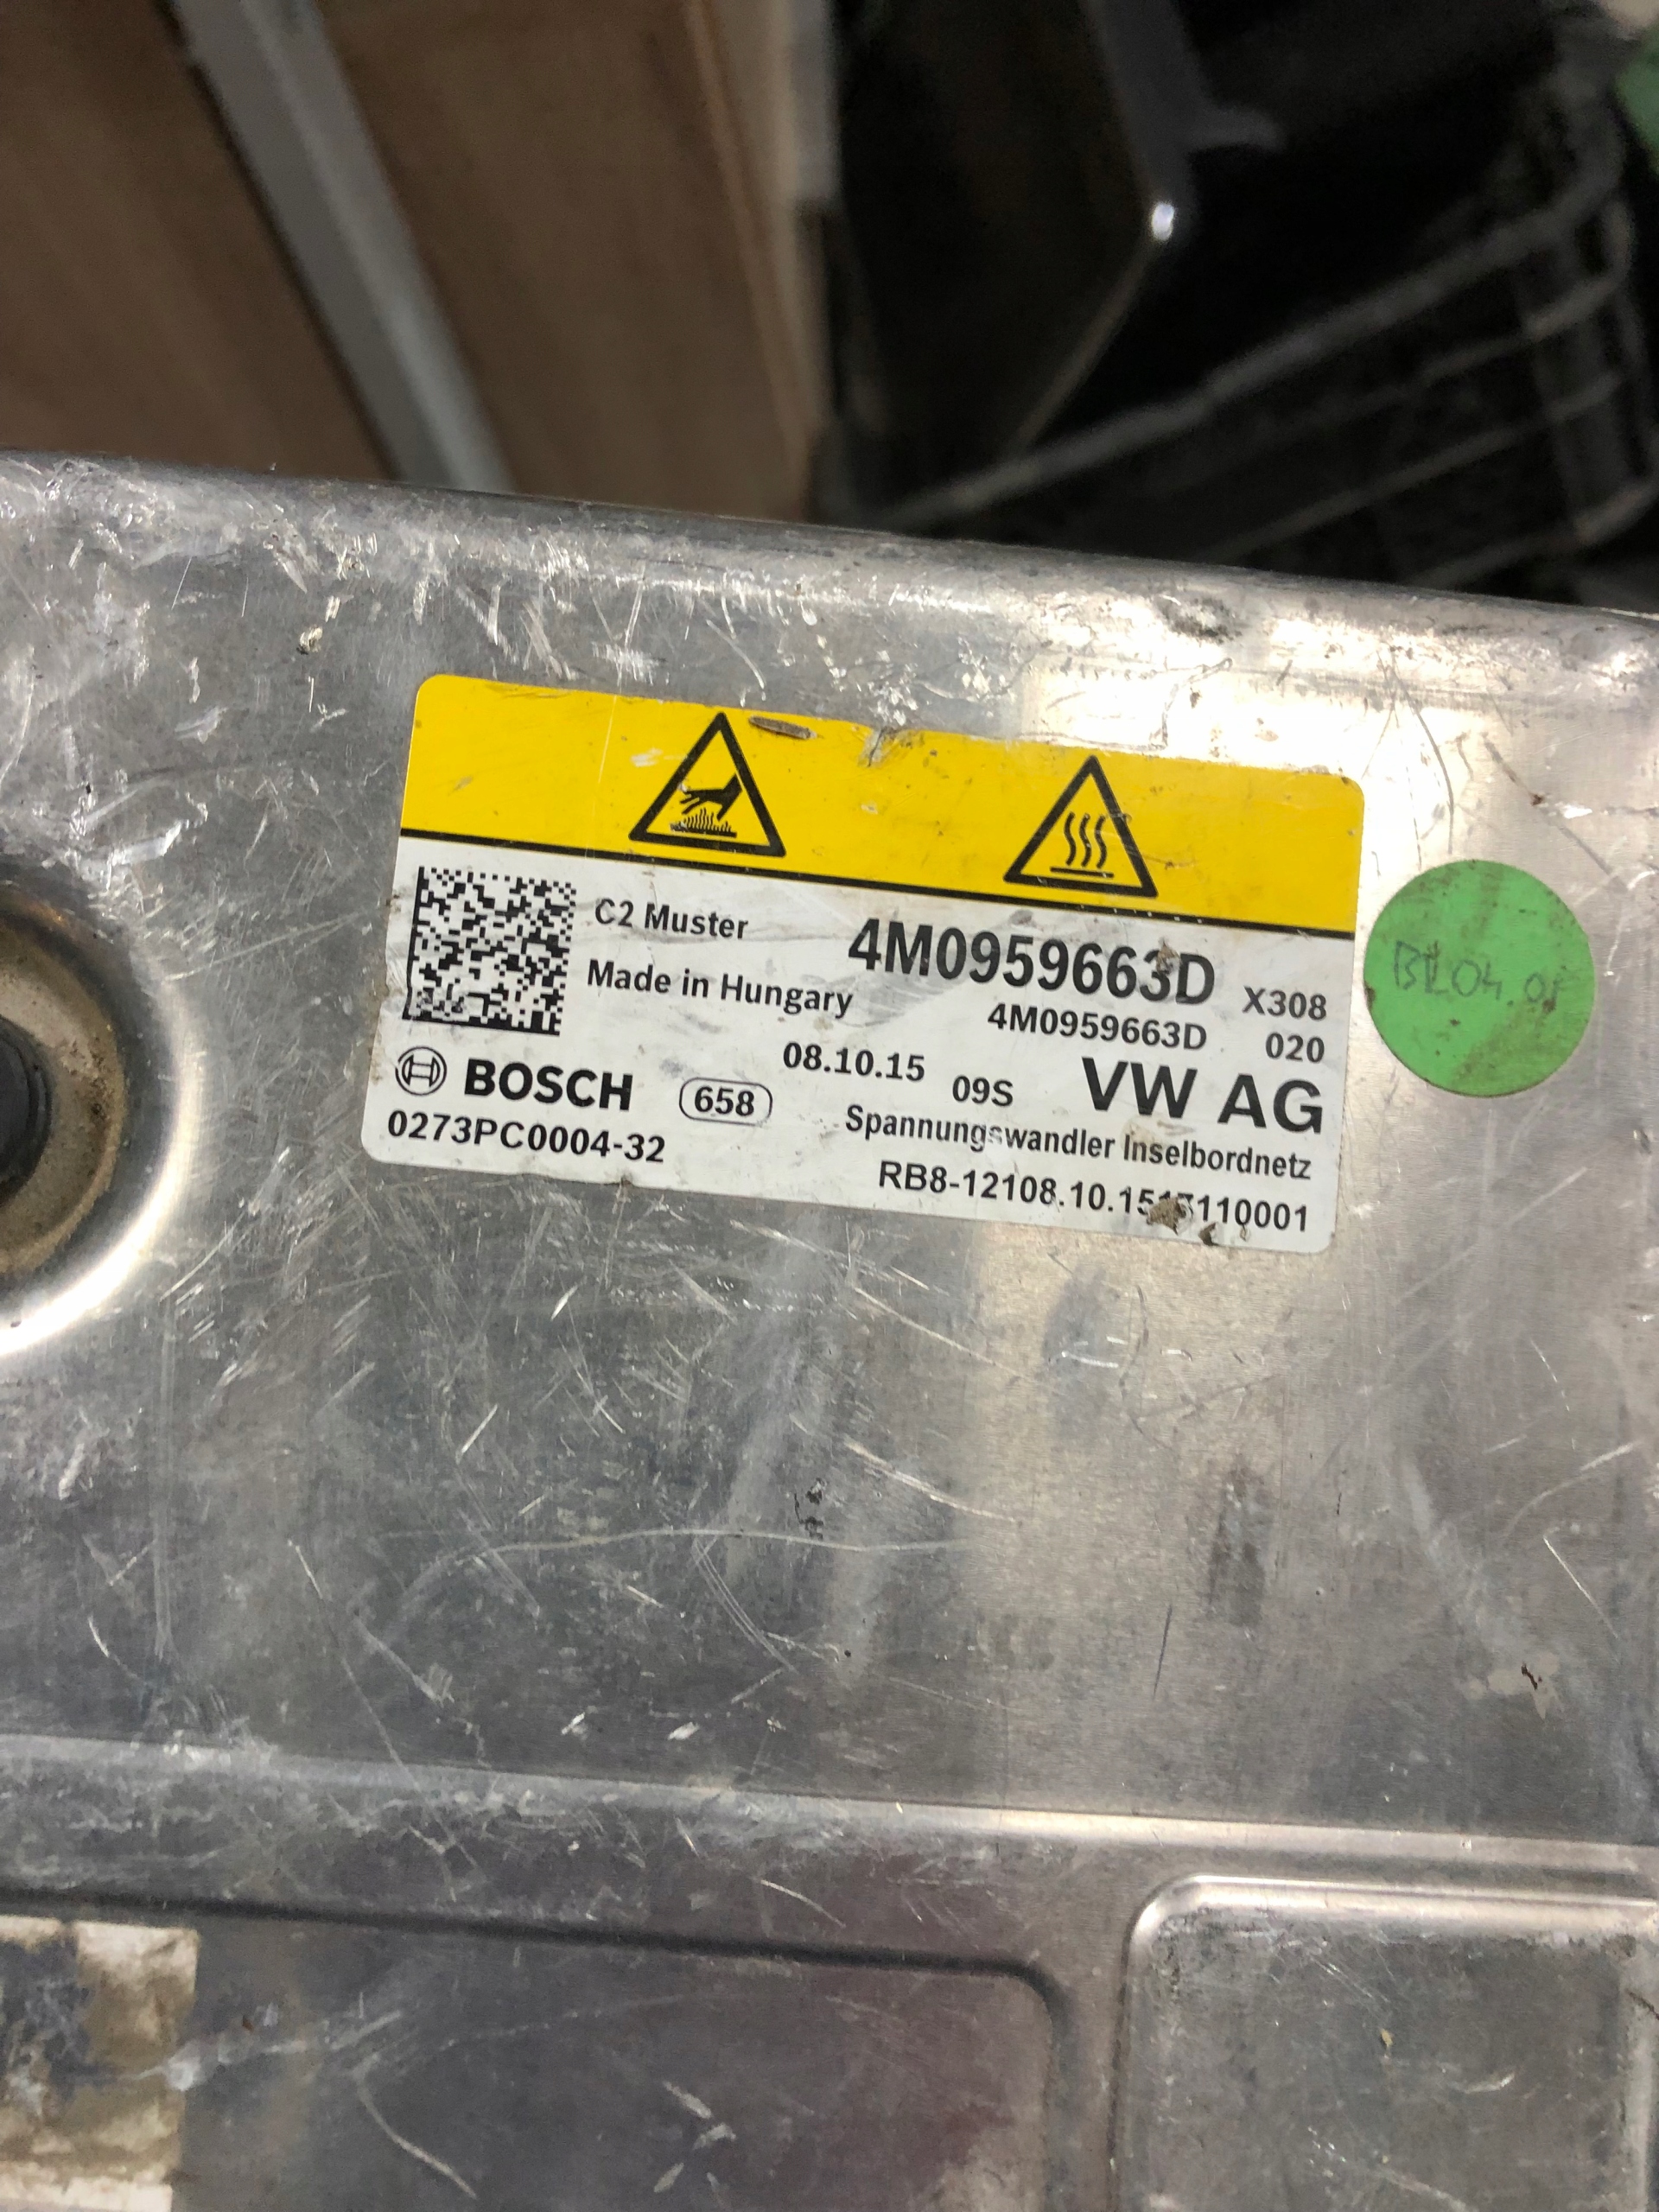 C2 Muster 4M0959663D X308
Made in Hungary 4M0959663D 020
08.10.15 09S VW AG
BOSCH 658 Spannungswandler Inselbordnetz
0273PC0004-32